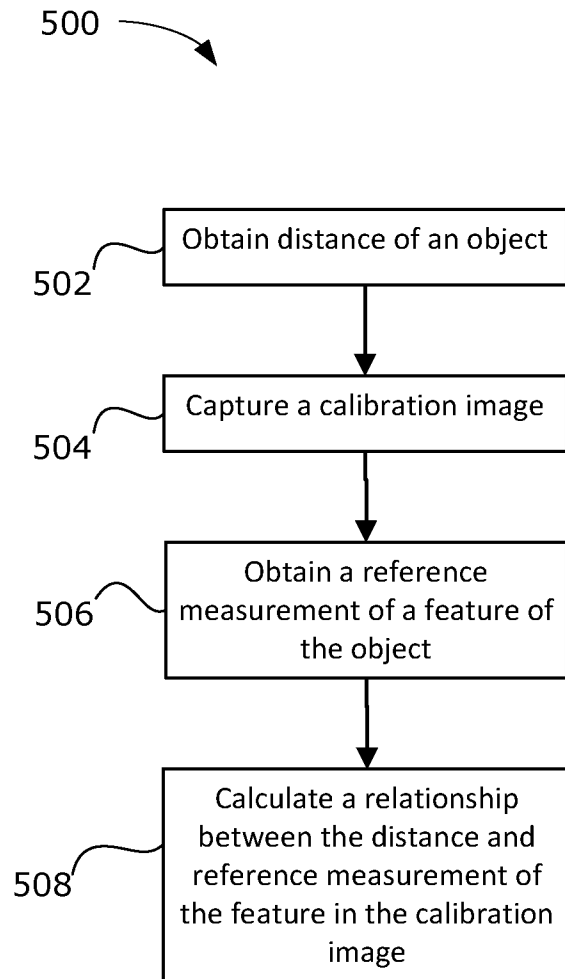 500
Obtain distance of an object
502
Capture a calibration image
504
Obtain a reference
measurement of a feature of
the object
506
Calculate a relationship
between the distance and
reference measurement of
the feature in the calibration
image
508